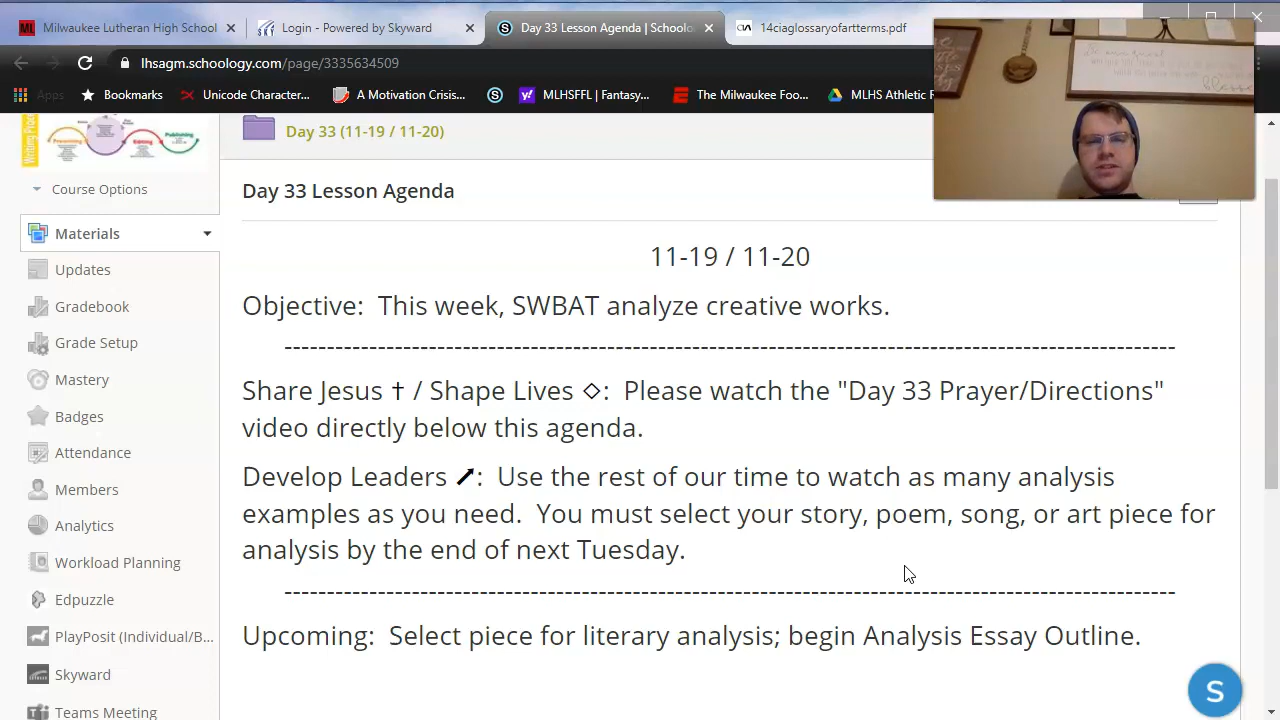 Milwaukee Lutheran High School
Login - Powered by Skyward
Day 33 Lesson Agenda | Schoolo
14ciaglossaryofartterms.pdf
lhsagm.schoology.com/page/3335634509
Apps
Bookmarks
Unicode Character...
A Motivation Crisis...
MLHSFFL | Fantasy...
The Milwaukee Foo...
MLHS Athletic
Day 33 (11-19 / 11-20)
Course Options
Day 33 Lesson Agenda
Materials
Updates
Gradebook
Grade Setup
Mastery
Badges
Attendance
Members
Analytics
Workload Planning
Edpuzzle
PlayPosit (Individual/B...
Skyward
Teams Meeting
11-19 / 11-20
Objective:  This week, SWBAT analyze creative works.
Share Jesus ✝ / Shape Lives ◇:  Please watch the "Day 33 Prayer/Directions"
video directly below this agenda.
Develop Leaders ➚:  Use the rest of our time to watch as many analysis
examples as you need.  You must select your story, poem, song, or art piece for
analysis by the end of next Tuesday.
Upcoming:  Select piece for literary analysis; begin Analysis Essay Outline.
S